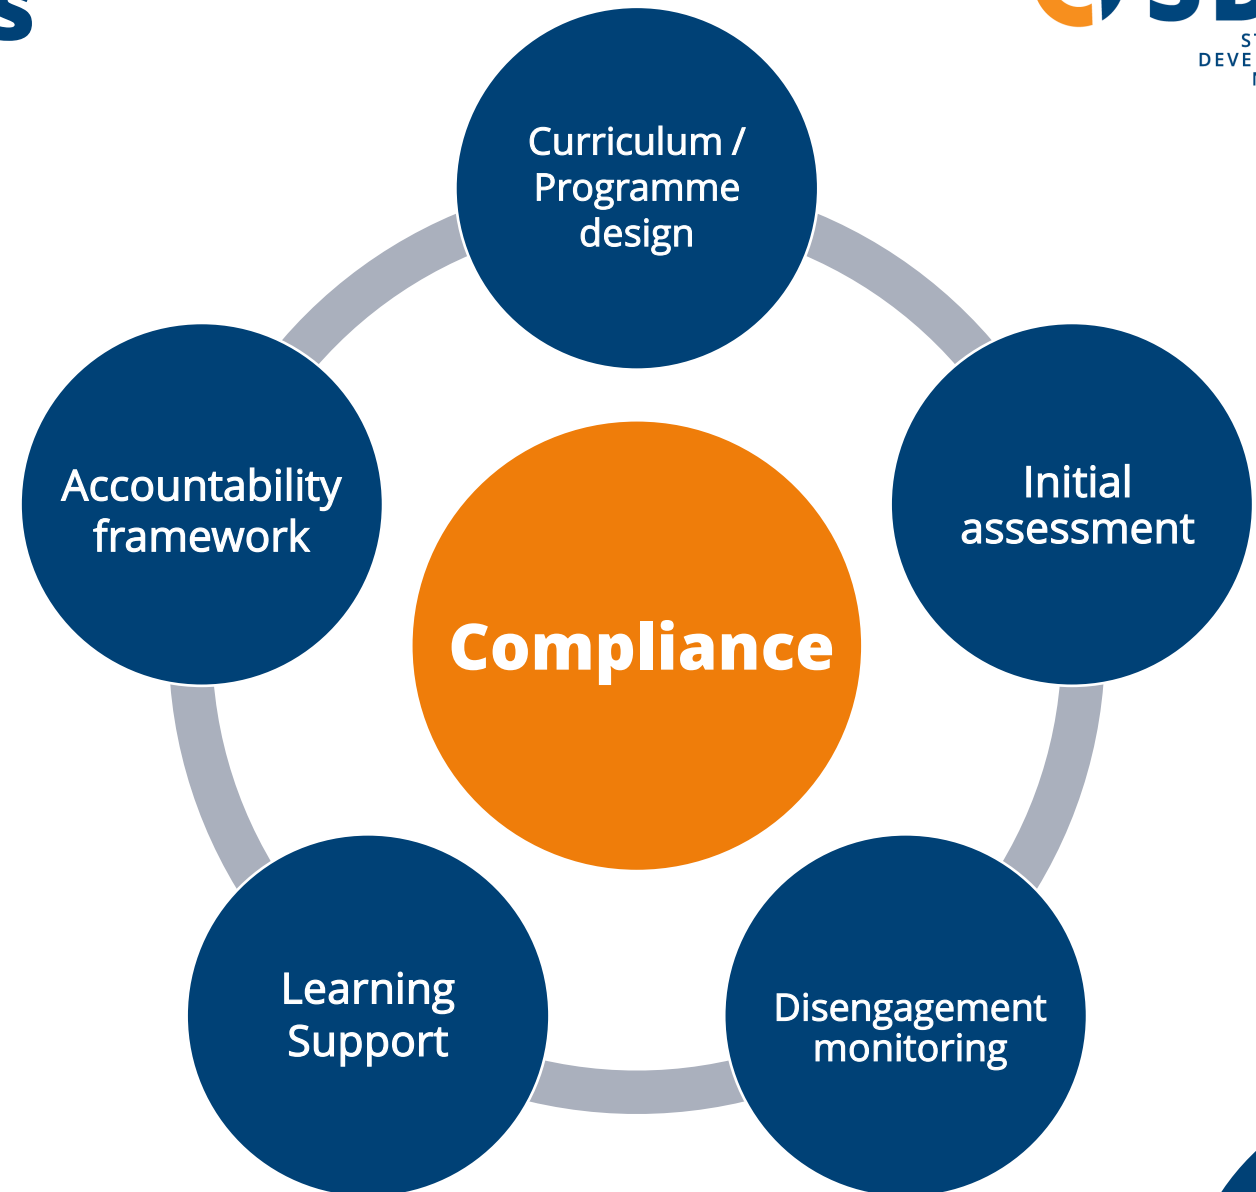 Curriculum /
Programme
design
Initial
assessment
Disengagement
monitoring
Learning
Support
Accountability
framework
Compliance